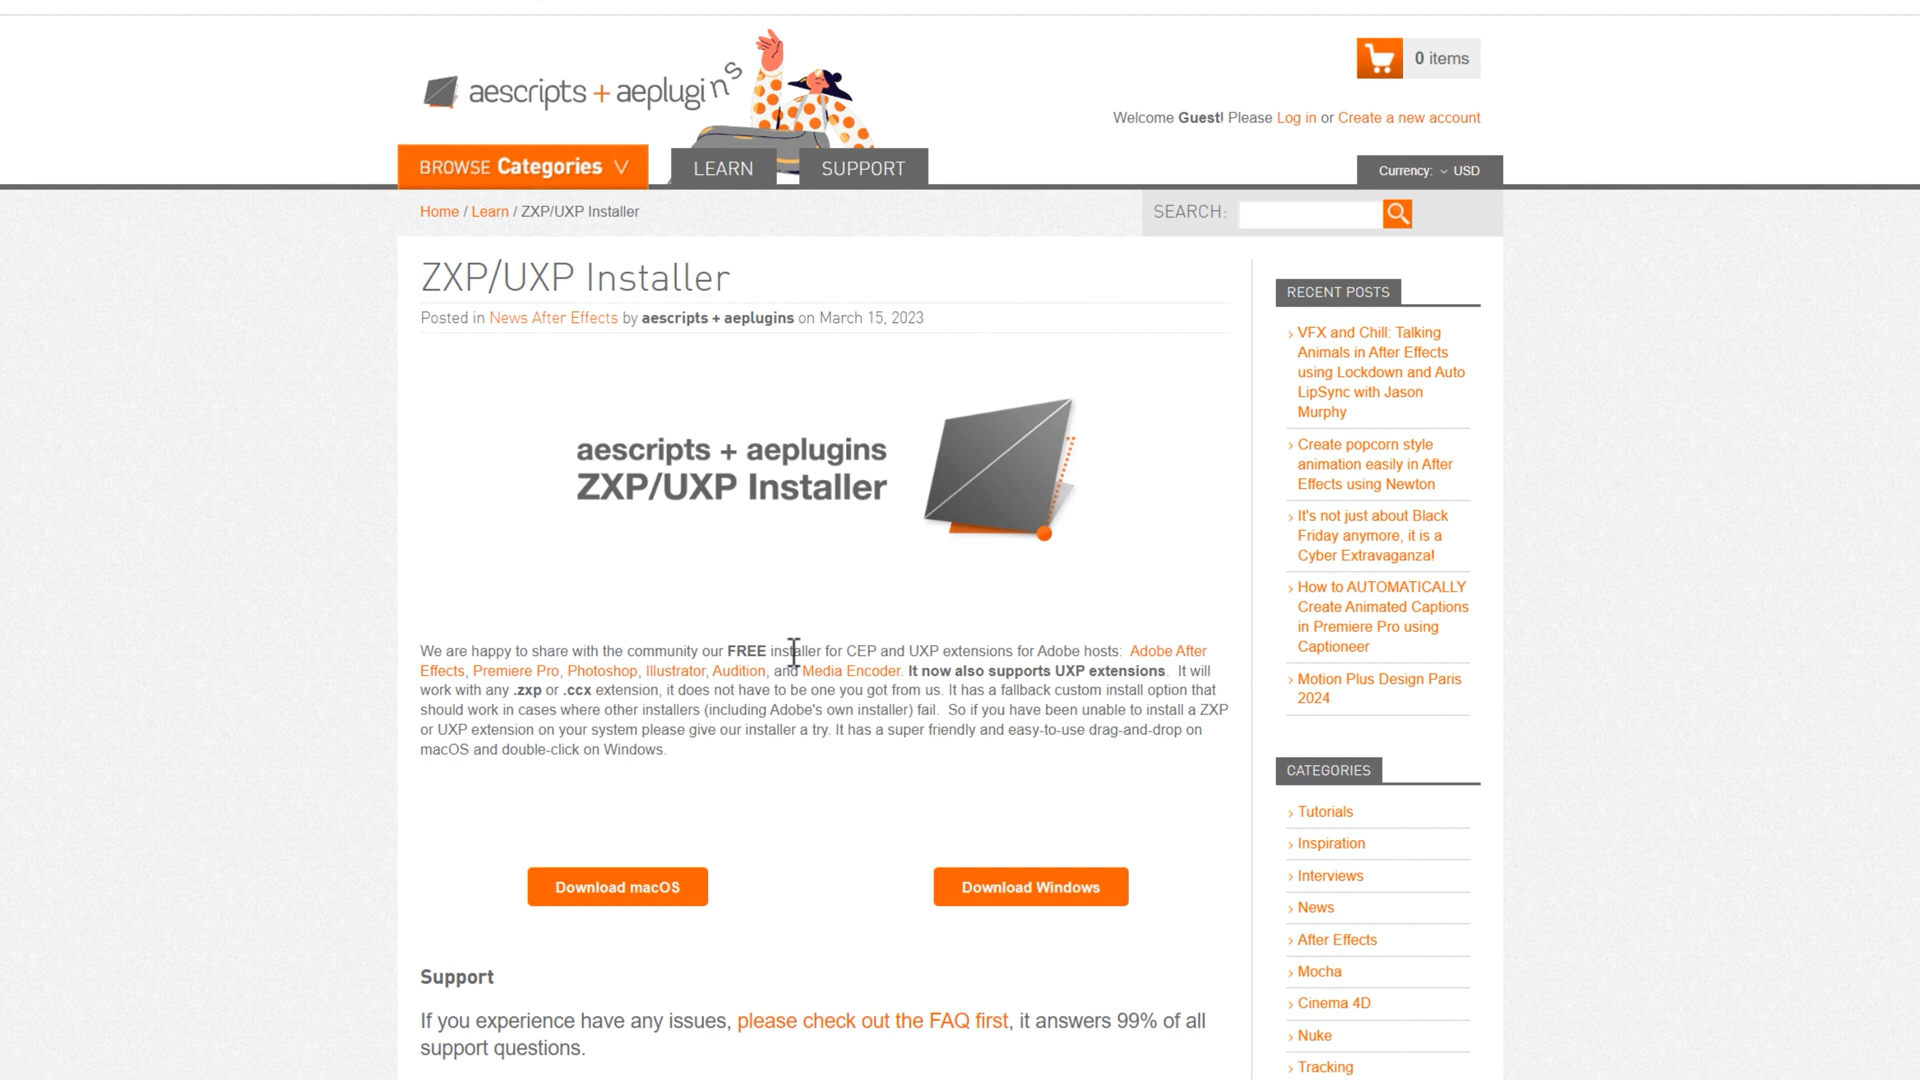 aescripts + aeplugins
0 items
Welcome Guest! Please Log in or Create a new account
BROWSE Categories
LEARN
SUPPORT
Currency: USD
Home / Learn / ZXP/UXP Installer
SEARCH:
ZXP/UXP Installer
Posted in News After Effects by aescripts + aeplugins on March 15, 2023
aescripts + aeplugins
ZXP/UXP Installer
We are happy to share with the community our FREE installer for CEP and UXP extensions for Adobe hosts: Adobe After
Effects, Premiere Pro, Photoshop, Illustrator, Audition, and Media Encoder. It now also supports UXP extensions. It will
work with any .zxp or .ccx extension, it does not have to be one you got from us. It has a fallback custom install option that
should work in cases where other installers (including Adobe's own installer) fail. So if you have been unable to install a ZXP
or UXP extension on your system please give our installer a try. It has a super friendly and easy-to-use drag-and-drop on
macOS and double-click on Windows.
Download macOS
Download Windows
Support
If you experience have any issues, please check out the FAQ first, it answers 99% of all
support questions.
RECENT POSTS
VFX and Chill: Talking
Animals in After Effects
using Lockdown and Auto
LipSync with Jason
Murphy
Create popcorn style
animation easily in After
Effects using Newton
It's not just about Black
Friday anymore, it is a
Cyber Extravaganza!
How to AUTOMATICALLY
Create Animated Captions
in Premiere Pro using
Captioneer
Motion Plus Design Paris
2024
CATEGORIES
Tutorials
Inspiration
Interviews
News
After Effects
Mocha
Cinema 4D
Nuke
Tracking